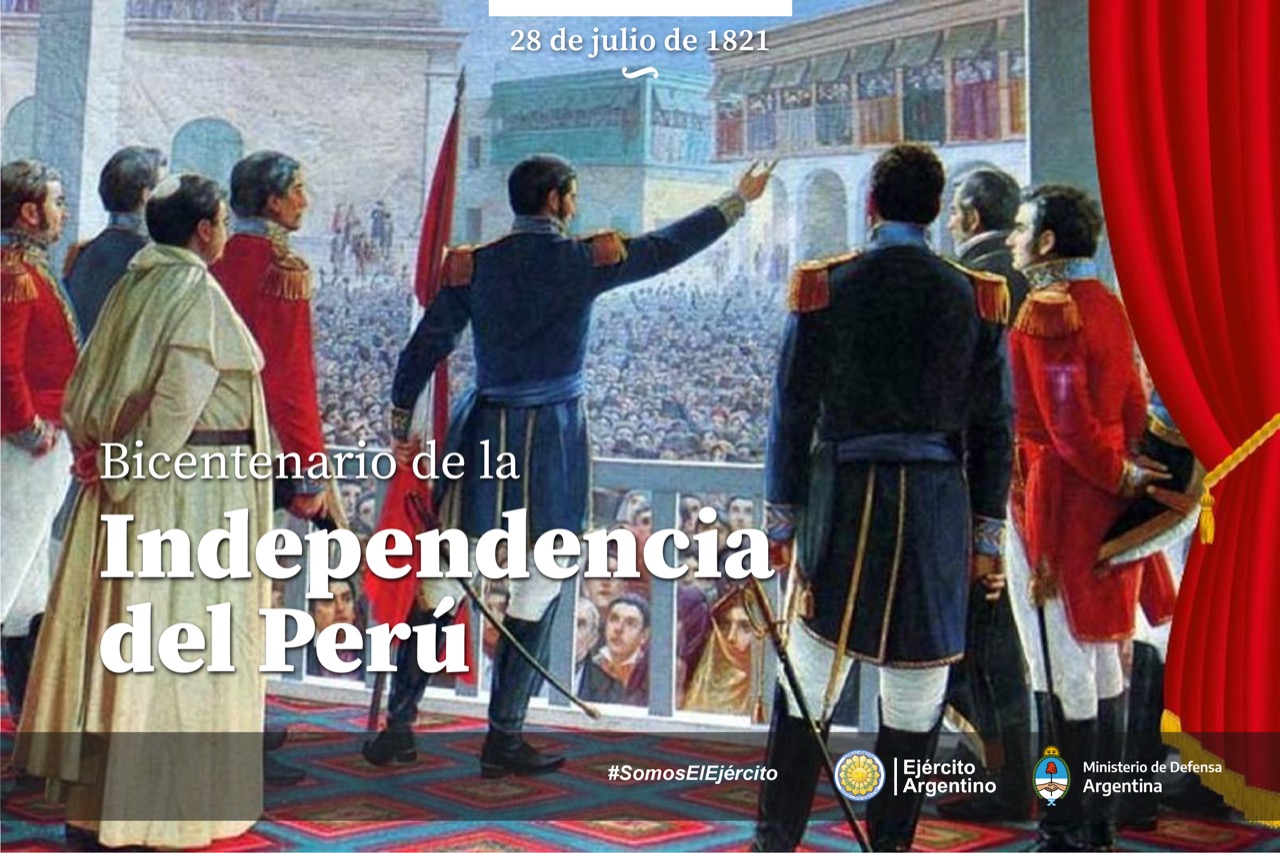 28 de julio de 1821
Bicentenario de la
Independencia
del Perú
#SomosElEjército
Ejército
Argentino
Ministerio de Defensa
Argentina